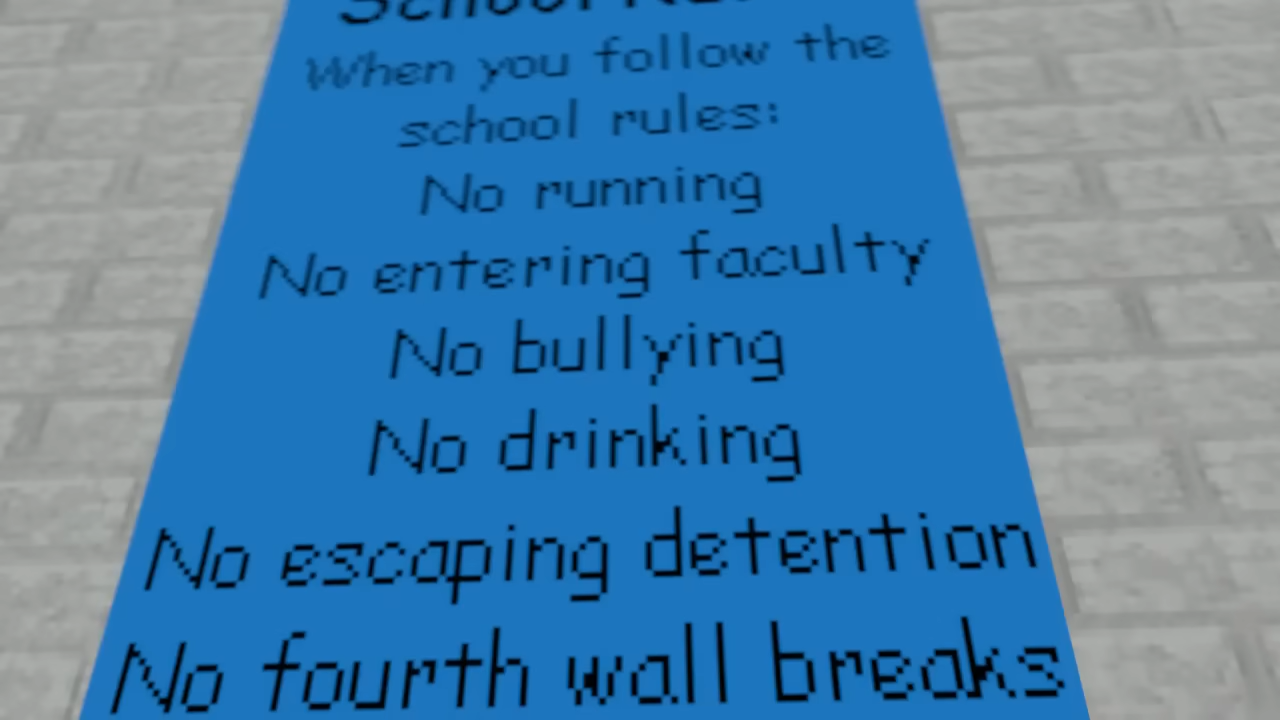 School
When you follow the
school rules:
No running
No entering faculty
No bullying
No drinking
No escaping detention
No fourth wall breaks